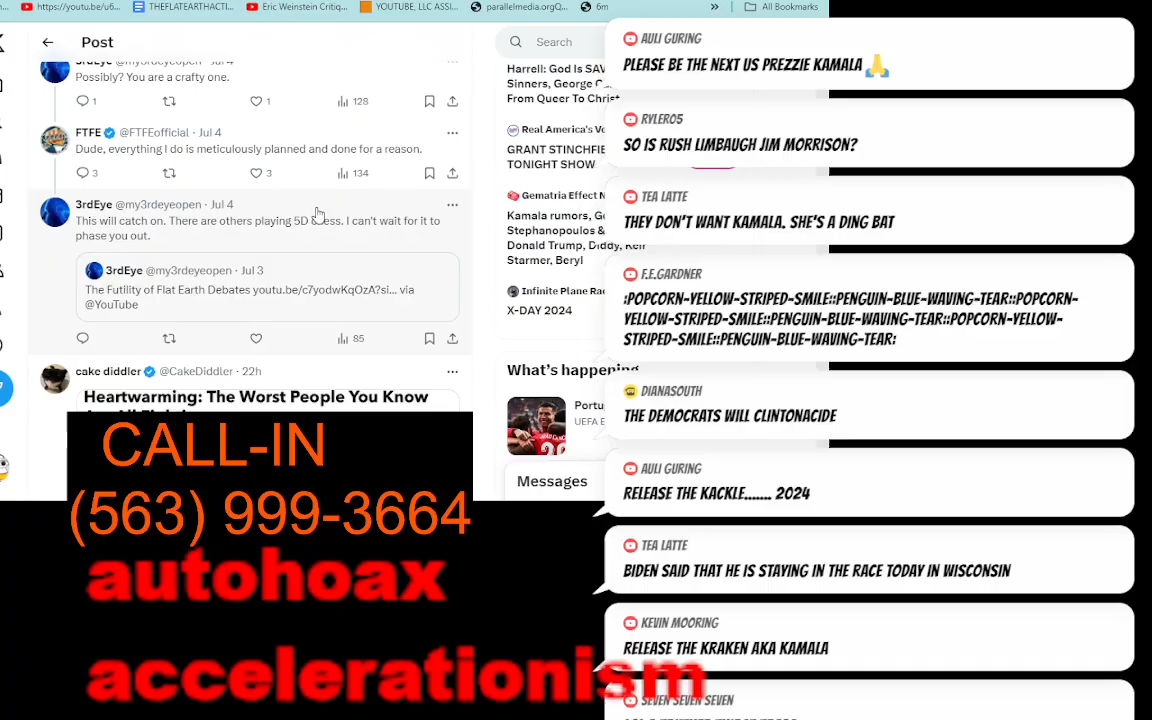 https://youtu.be/u6...
THEFLATEARTHACTI...
Eric Weinstein Critiq...
YOUTUBE, LLC ASSI...
parallelmedia.orgQ...
6m
»
All Bookmarks
Post
Search
3rdEye @my3rdeyeopen · Jul 4
Possibly? You are a crafty one.
1
1
128
FTFE @FTFEofficial · Jul 4
Dude, everything I do is meticulously planned and done for a reason.
3
3
134
3rdEye @my3rdeyeopen · Jul 4
This will catch on. There are others playing 5D chess. I can't wait for it to
phase you out.
3rdEye @my3rdeyeopen · Jul 3
The Futility of Flat Earth Debates youtu.be/c7yodwKqOzA?si... via
@YouTube
85
cake diddler @CakeDiddler · 22h
Heartwarming: The Worst People You Know
Harrell: God Is SAV
Sinners, George
From Queer To Christ
Real America's Vo
GRANT STINCHFIE
TONIGHT SHOW
Gematria Effect N
Kamala rumors, G
Stephanopoulos &
Donald Trump, Diddy, Keir
Starmer, Beryl
Infinite Plane Ra
X-DAY 2024
What's happening
Portug
UEFA E
Messages
CALL-IN
(563) 999-3664
autohoax
accelerationism
AULI GURING
PLEASE BE THE NEXT US PREZZIE KAMALA🙏
RYLERO5
SO IS RUSH LIMBAUGH JIM MORRISON?
TEA LATTE
THEY DON'T WANT KAMALA. SHE'S A DING BAT
F.E.GARDNER
:POPCORN-YELLOW-STRIPED-SMILE::PENGUIN-BLUE-WAVING-TEAR::POPCORN-
YELLOW-STRIPED-SMILE::PENGUIN-BLUE-WAVING-TEAR::POPCORN-YELLOW-
STRIPED-SMILE::PENGUIN-BLUE-WAVING-TEAR:
DIANASOUTH
THE DEMOCRATS WILL CLINTONACIDE
AULI GURING
RELEASE THE KACKLE....... 2024
TEA LATTE
BIDEN SAID THAT HE IS STAYING IN THE RACE TODAY IN WISCONSIN
KEVIN MOORING
RELEASE THE KRAKEN AKA KAMALA
SEVEN SEVEN SEVEN